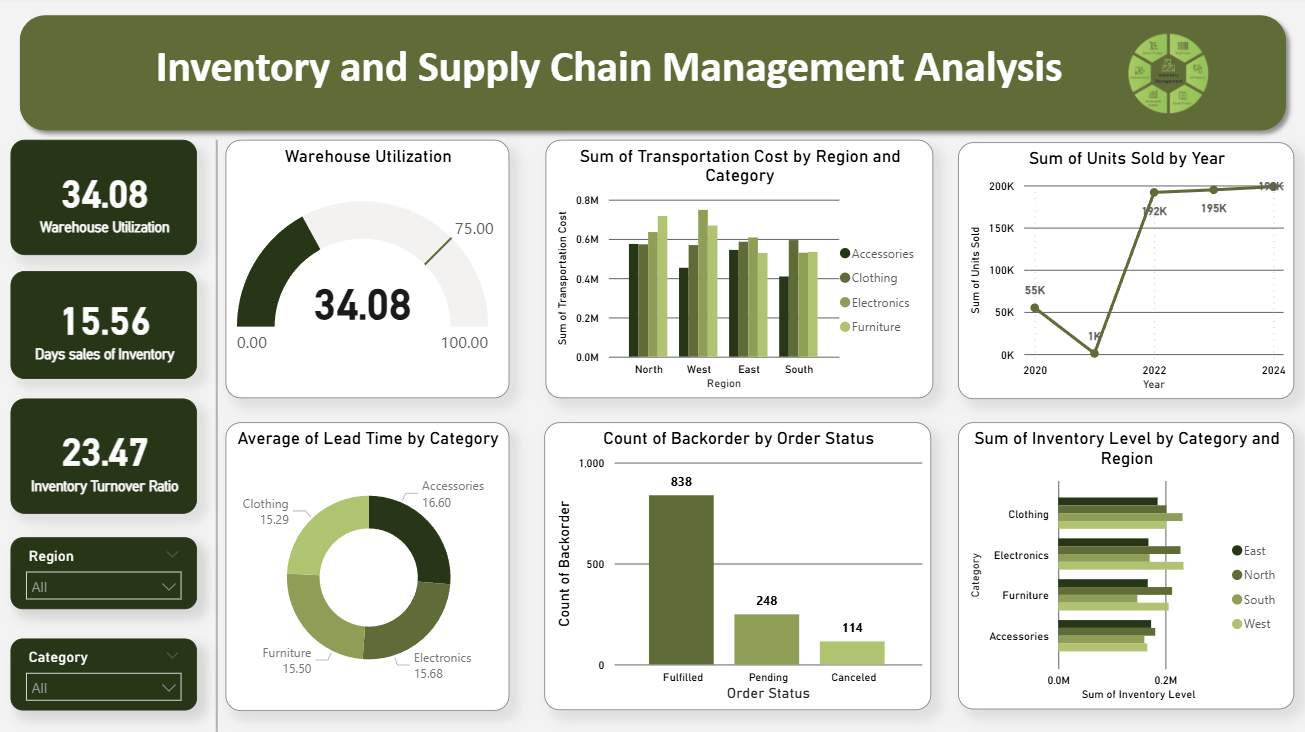 Inventory and Supply Chain Management Analysis
Inventory
Management
34.08
Warehouse Utilization
15.56
Days sales of Inventory
23.47
Inventory Turnover Ratio
Region
All
Category
All
Warehouse Utilization
75.00
34.08
0.00
100.00
Sum of Transportation Cost by Region and
Category
Sum of Transportation Cost
0.8M
0.6M
0.4M
0.2M
0.0M
North
West
East
South
Region
Accessories
Clothing
Electronics
Furniture
Sum of Units Sold by Year
Sum of Units Sold
200K
150K
100K
50K
0K
55K
1K
192K
195K
2020
2022
2024
Year
Average of Lead Time by Category
Accessories
16.60
Clothing
15.29
Furniture
15.50
Electronics
15.68
Count of Backorder by Order Status
Count of Backorder
1,000
500
0
838
248
114
Fulfilled
Pending
Canceled
Order Status
Sum of Inventory Level by Category and
Region
Category
Clothing
Electronics
Furniture
Accessories
0.0M
0.2M
Sum of Inventory Level
East
North
South
West